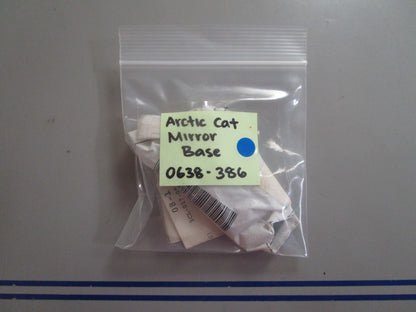 Arctic Cat
Mirror
Base
0638-386